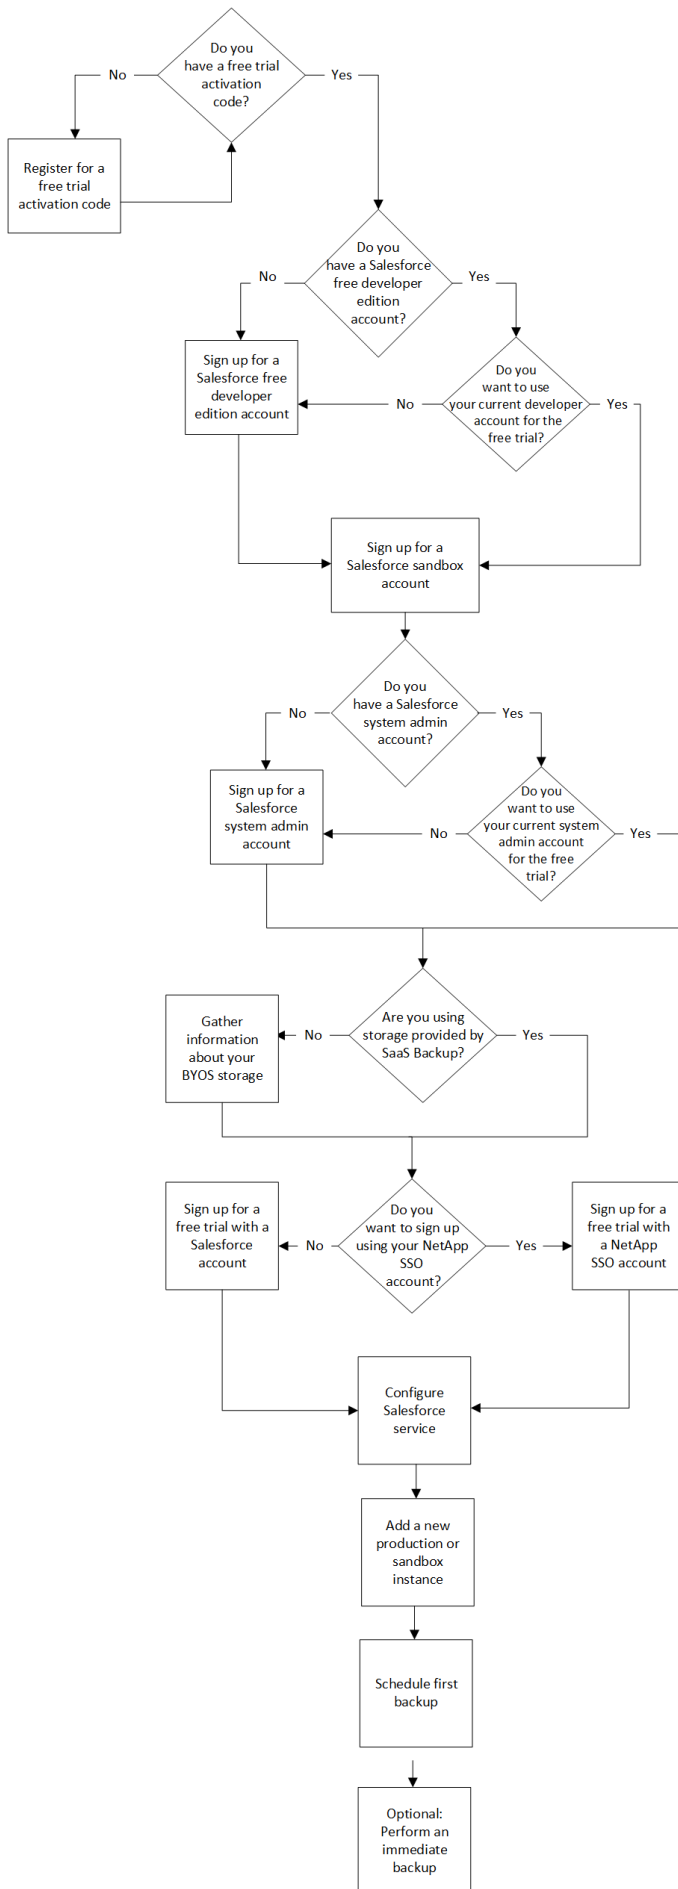 Do you
have a free trial
activation
code?
No
Yes
Register for a
free trial
activation code
Do you
have a Salesforce
free developer
edition
account?
No
Yes
Sign up for a
Salesforce free
developer
edition account
Do you
want to use
your current developer
account for the
free trial?
No
Yes
Sign up for a
Salesforce sandbox
account
Do you
have a Salesforce
system admin
account?
No
Yes
Sign up for a
Salesforce
system admin
account
Do you
want to use
your current system
admin account
for the free
trial?
No
Yes
Are you using
storage provided by
SaaS Backup?
No
Yes
Gather
information
about your
BYOS storage
Do you
want to sign up
using your NetApp
SSO
account?
No
Yes
Sign up for a
free trial with a
Salesforce
account
Sign up for a
free trial with
a NetApp
SSO account
Configure
Salesforce
service
Add a new
production or
sandbox
instance
Schedule first
backup
Optional:
Perform an
immediate
backup